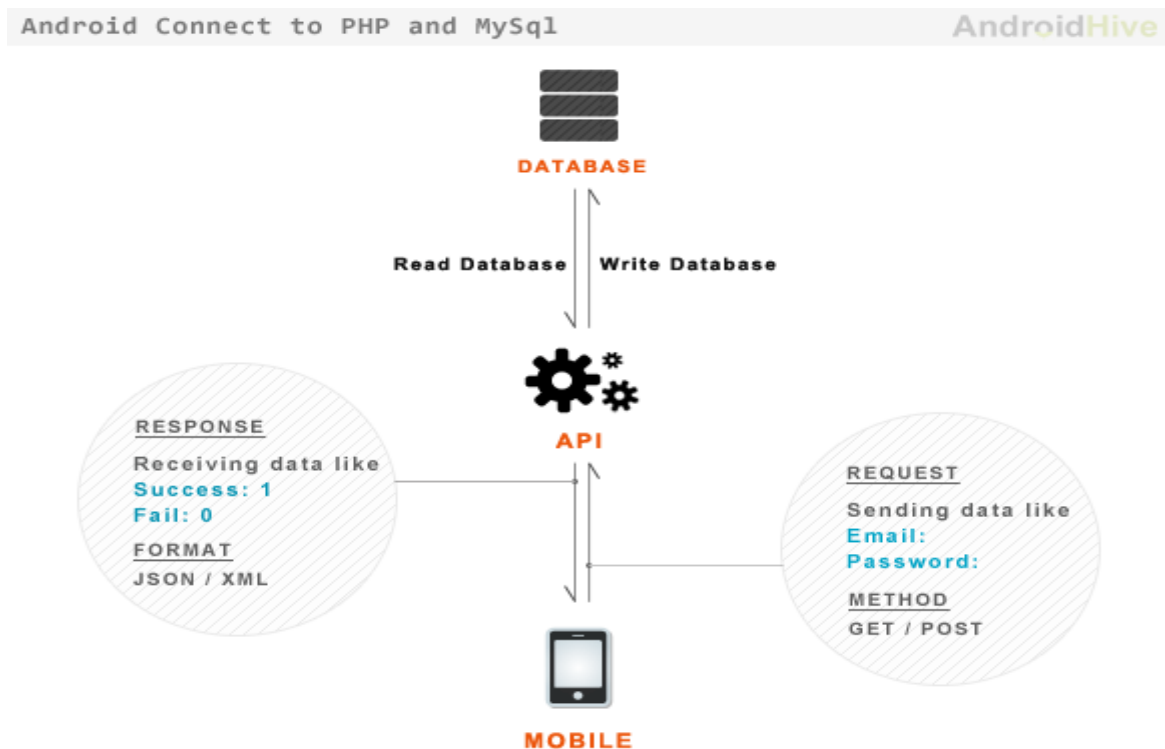 Android Connect to PHP and MySql
AndroidHive
DATABASE
Read Database
Write Database
API
RESPONSE
Receiving data like
Success: 1
Fail: 0
FORMAT
JSON / XML
REQUEST
Sending data like
Email:
Password:
METHOD
GET / POST
MOBILE